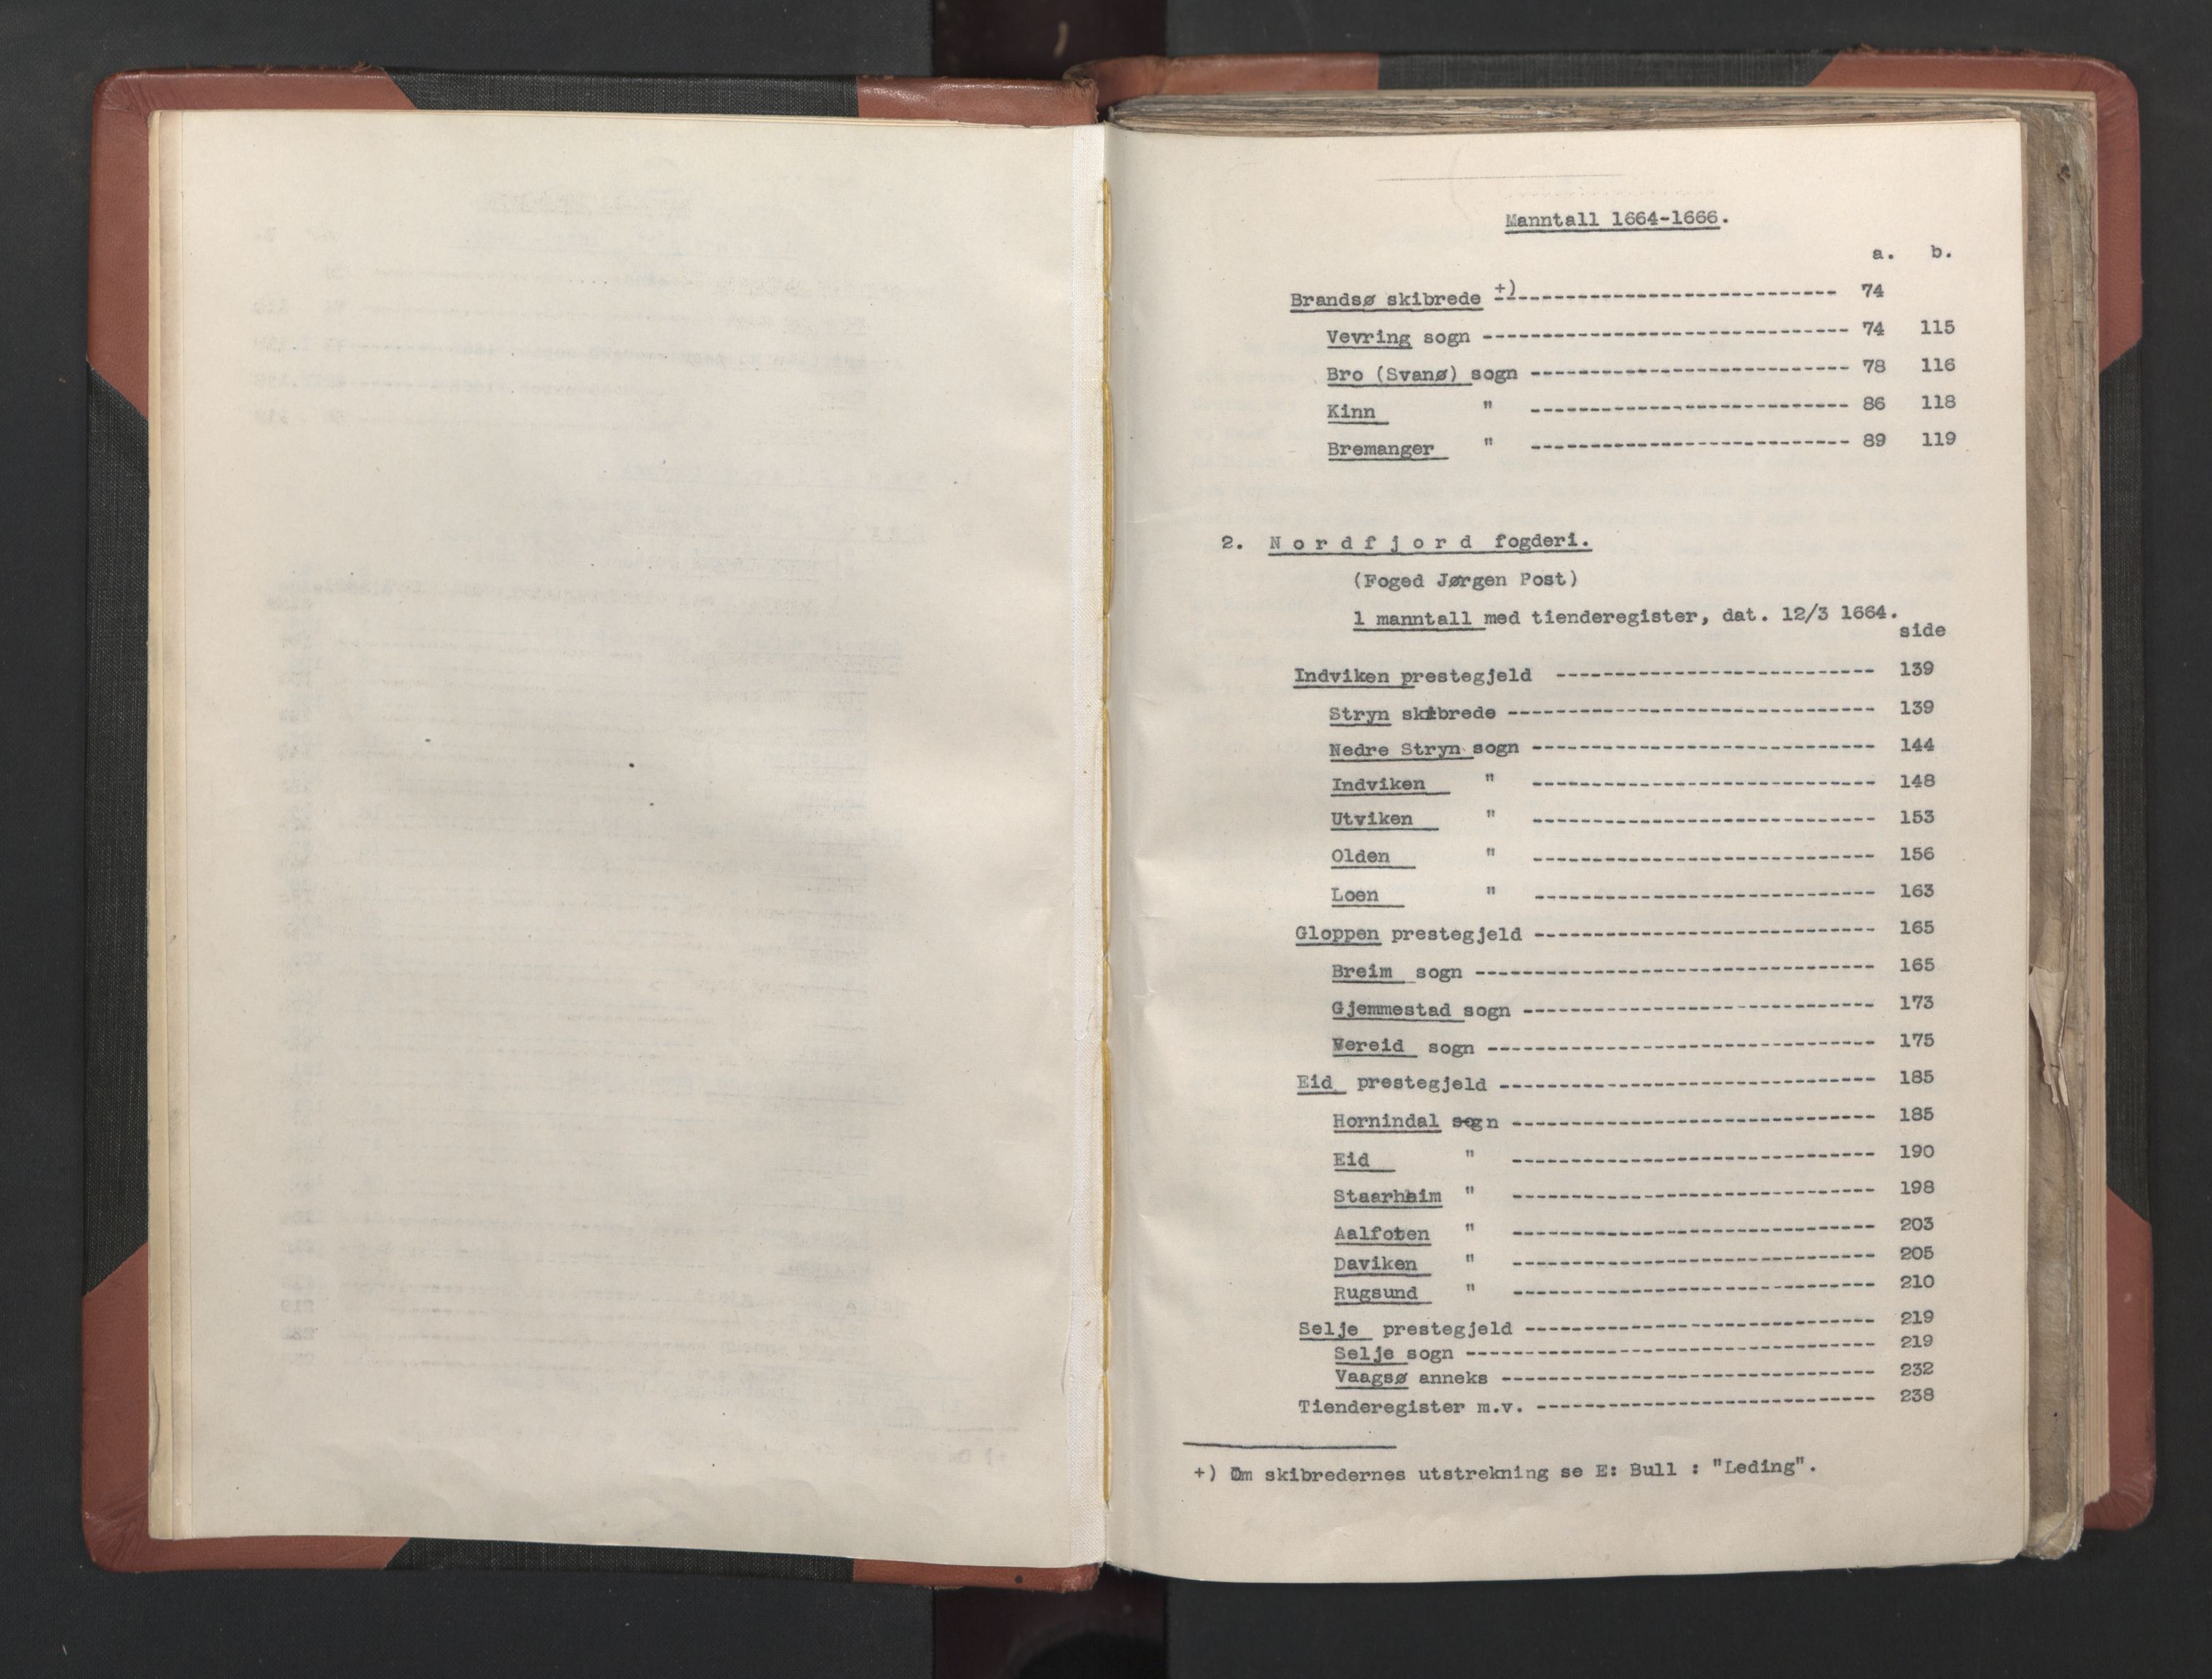 Manntall 1664-1666.
a. b.
Brandsø skibrede +) ---------------------------- 74
Vevring sogn ------------------------------- 74 115
Bro (Svanø) sogn --------------------------- 78 116
Kinn " --------------------------- 86 118
Bremanger " --------------------------- 89 119
2. N o r d f j o r d fogderi.
(Foged Jørgen Post)
1 manntall med tienderegister, dat. 12/3 1664.
side
Indviken prestegjeld --------------------------- 139
Stryn skibrede ------------------------------- 139
Nedre Stryn sogn ----------------------------- 144
Indviken " ----------------------------- 148
Utviken " ----------------------------- 153
Olden " ----------------------------- 156
Loen " ----------------------------- 163
Gloppen prestegjeld ----------------------------- 165
Breim sogn ---------------------------------- 165
Gjemmestad sogn ------------------------------ 173
Vereid sogn --------------------------------- 175
Eid prestegjeld -------------------------------- 185
Hornindal sogn ------------------------------- 185
Eid " ------------------------------- 190
Staarheim " ------------------------------- 198
Aalfoten " ------------------------------- 203
Daviken " ------------------------------- 205
Rugsund " ------------------------------- 210
Selje prestegjeld ------------------------------ 219
Selje sogn ----------------------------------- 219
Vaagsø anneks -------------------------------- 232
Tienderegister m.v. ----------------------------- 238
+) Om skibredernes utstrekning se E: Bull : "Leding".